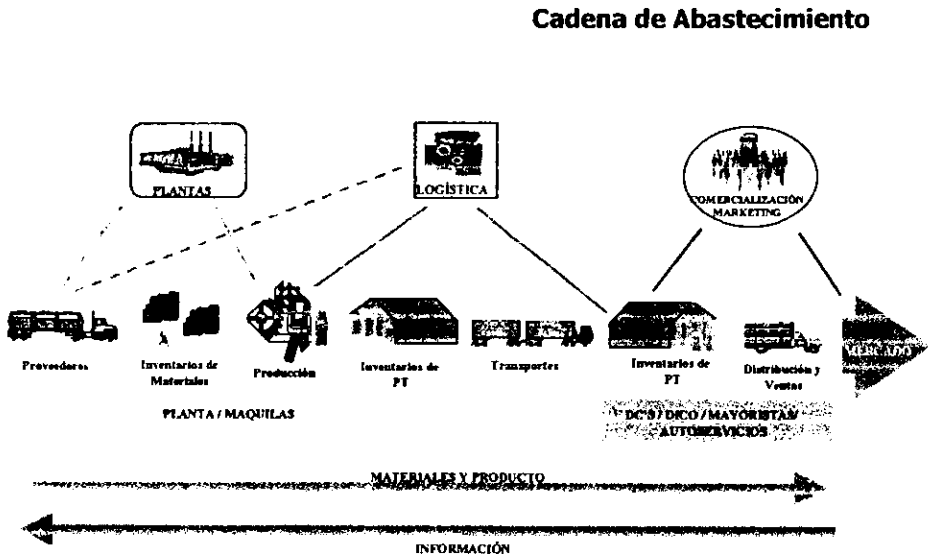 Cadena de Abastecimiento
PLANTAS
LOGÍSTICA
COMERCIALIZACIÓN
MARKETING
Proveedores
Inventarios de
Materiales
Producción
Inventarios de
PT
Transportes
Inventarios de
PT
Distribución y
Ventas
MERCADO
PLANTA / MAQUILAS
DC'S / DICO / MAYORISTAS/
AUTOSERVICIOS
MATERIALES Y PRODUCTO
INFORMACIÓN